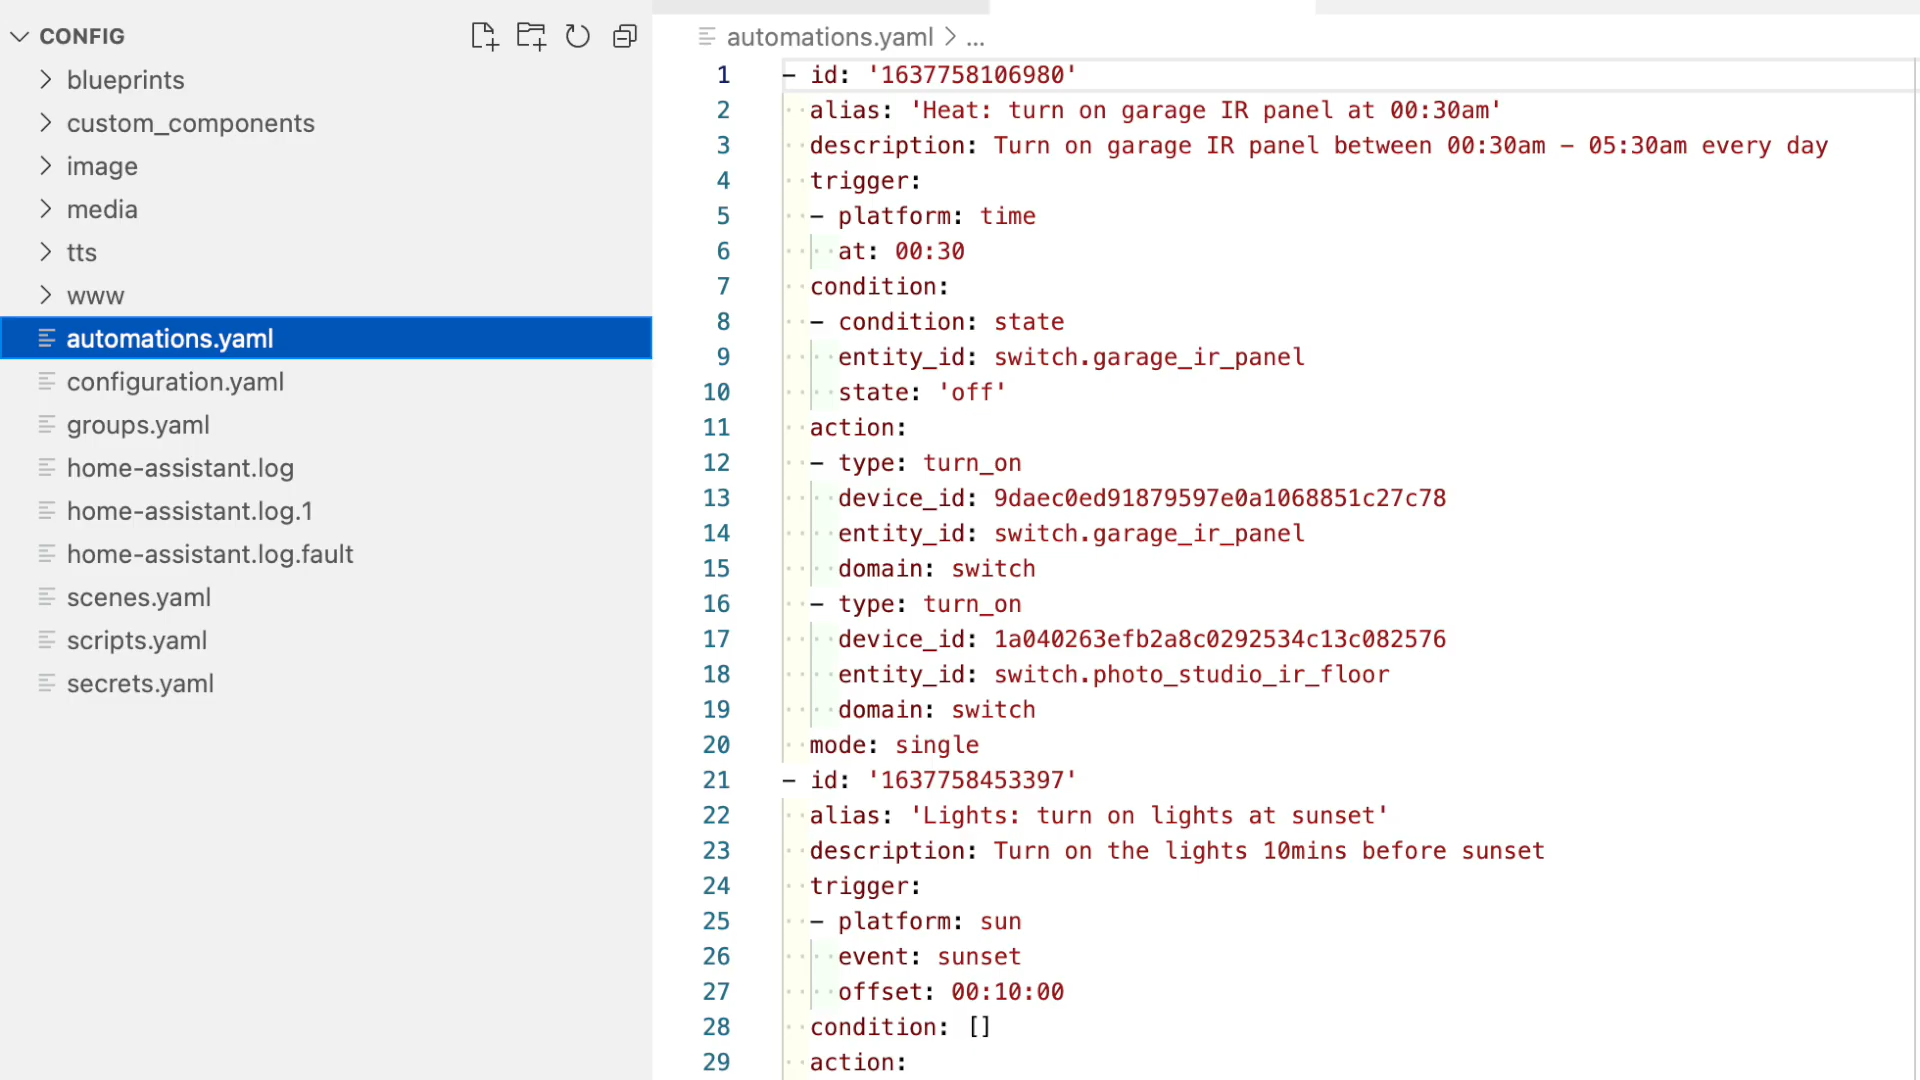 CONFIG
blueprints
custom_components
image
media
tts
www
automations.yaml
configuration.yaml
groups.yaml
home-assistant.log
home-assistant.log.1
home-assistant.log.fault
scenes.yaml
scripts.yaml
secrets.yaml
automations.yaml > ...
1 - id: '1637758106980'
2 alias: 'Heat: turn on garage IR panel at 00:30am'
3 description: Turn on garage IR panel between 00:30am - 05:30am every day
4 trigger:
5 - platform: time
6 at: 00:30
7 condition:
8 - condition: state
9 entity_id: switch.garage_ir_panel
10 state: 'off'
11 action:
12 - type: turn_on
13 device_id: 9daec0ed91879597e0a1068851c27c78
14 entity_id: switch.garage_ir_panel
15 domain: switch
16 - type: turn_on
17 device_id: 1a040263efb2a8c0292534c13c082576
18 entity_id: switch.photo_studio_ir_floor
19 domain: switch
20 mode: single
21 - id: '1637758453397'
22 alias: 'Lights: turn on lights at sunset'
23 description: Turn on the lights 10mins before sunset
24 trigger:
25 - platform: sun
26 event: sunset
27 offset: 00:10:00
28 condition: []
29 action: